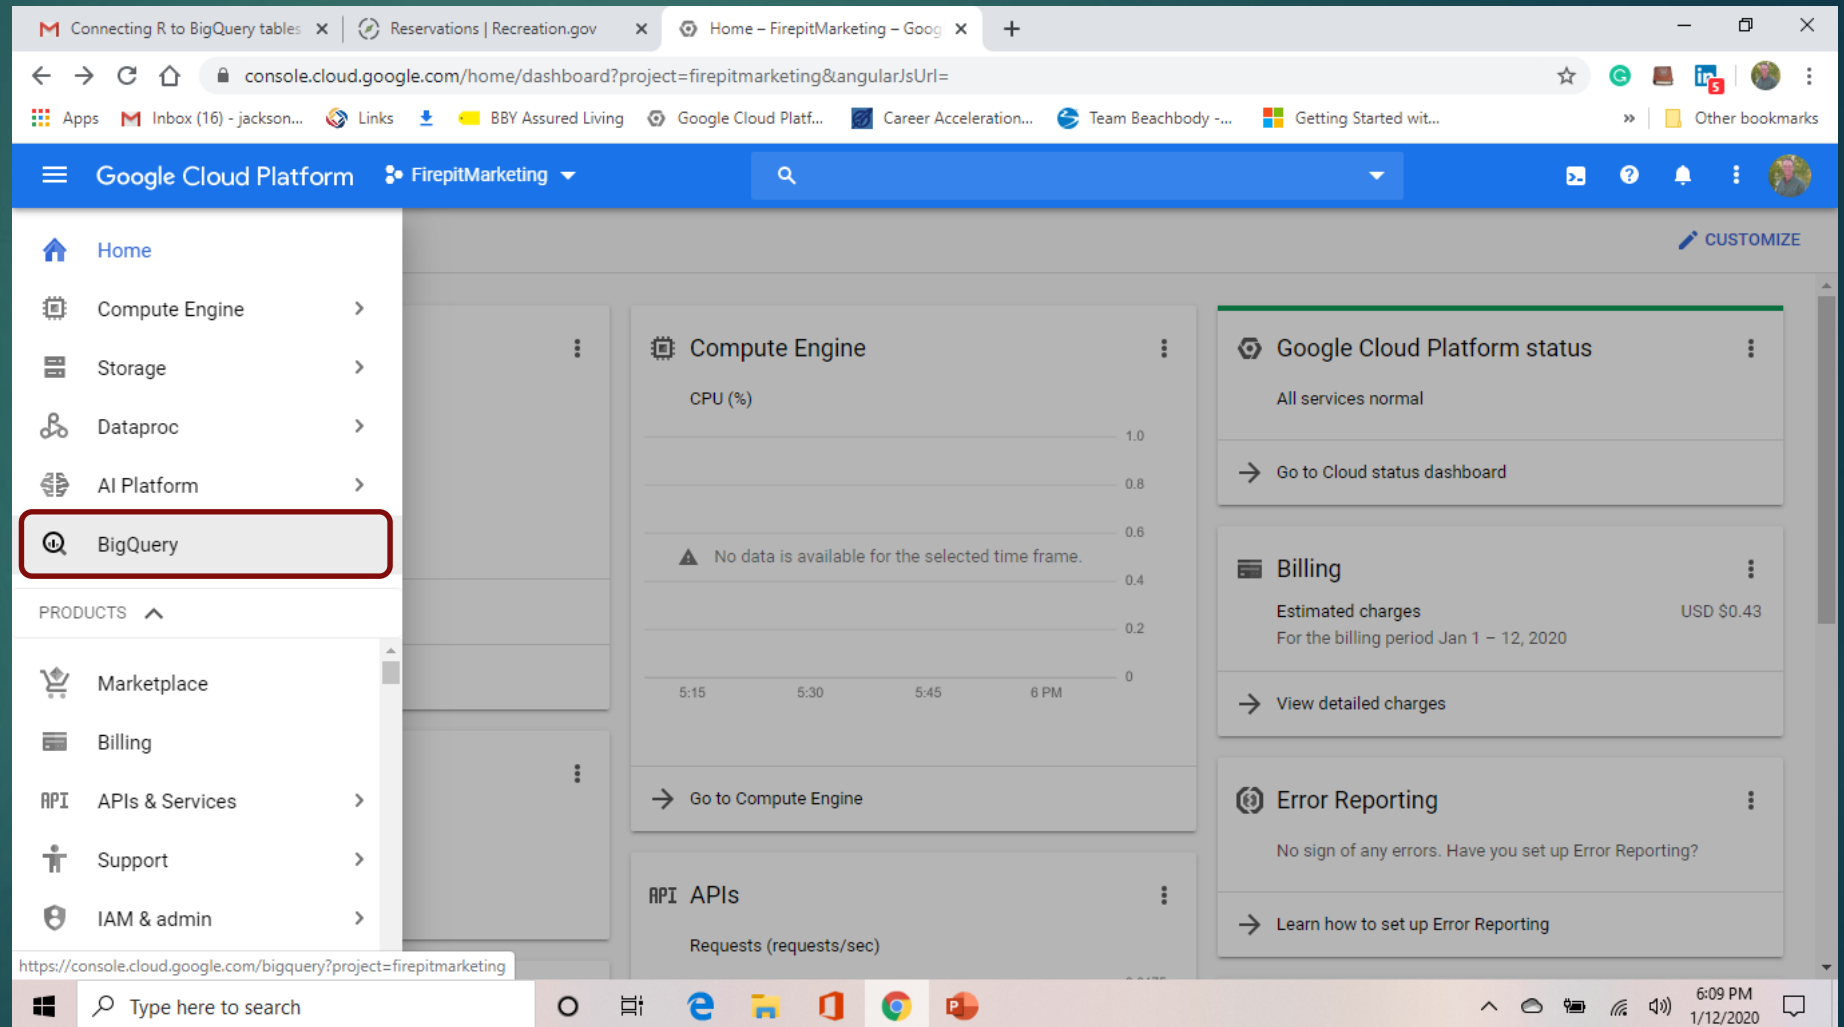 Connecting R to BigQuery tables
Reservations | Recreation.gov
Home – FirepitMarketing – Goog
console.cloud.google.com/home/dashboard?project=firepitmarketing&angularJsUrl=
Apps
Inbox (16) - jackson...
Links
BBY Assured Living
Google Cloud Platf...
Career Acceleration...
Team Beachbody -...
Getting Started wit...
»
Other bookmarks
Google Cloud Platform
FirepitMarketing
Home
Compute Engine
Storage
Dataproc
AI Platform
BigQuery
PRODUCTS
Marketplace
Billing
API APIs & Services
Support
IAM & admin
https://console.cloud.google.com/bigquery?project=firepitmarketing
CUSTOMIZE
Compute Engine
CPU (%)
1.0
0.8
0.6
No data is available for the selected time frame.
0.4
0.2
0
5:15 5:30 5:45 6 PM
Go to Compute Engine
API APIs
Requests (requests/sec)
Google Cloud Platform status
All services normal
Go to Cloud status dashboard
Billing
Estimated charges USD $0.43
For the billing period Jan 1 – 12, 2020
View detailed charges
Error Reporting
No sign of any errors. Have you set up Error Reporting?
Learn how to set up Error Reporting
Type here to search
6:09 PM
1/12/2020